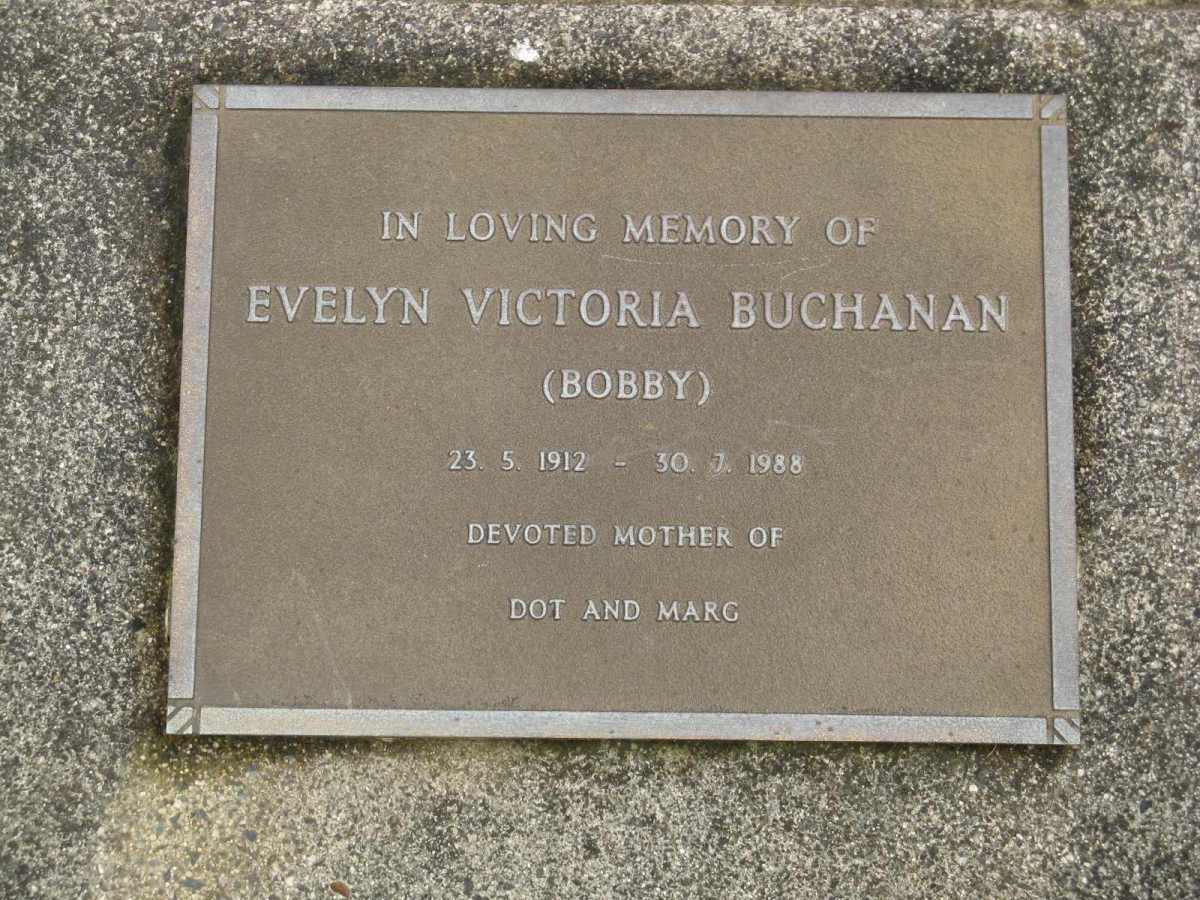 IN LOVING MEMORY OF
EVELYN VICTORIA BUCHANAN
(BOBBY)
23. 5. 1912 - 30. 7. 1988
DEVOTED MOTHER OF
DOT AND MARG